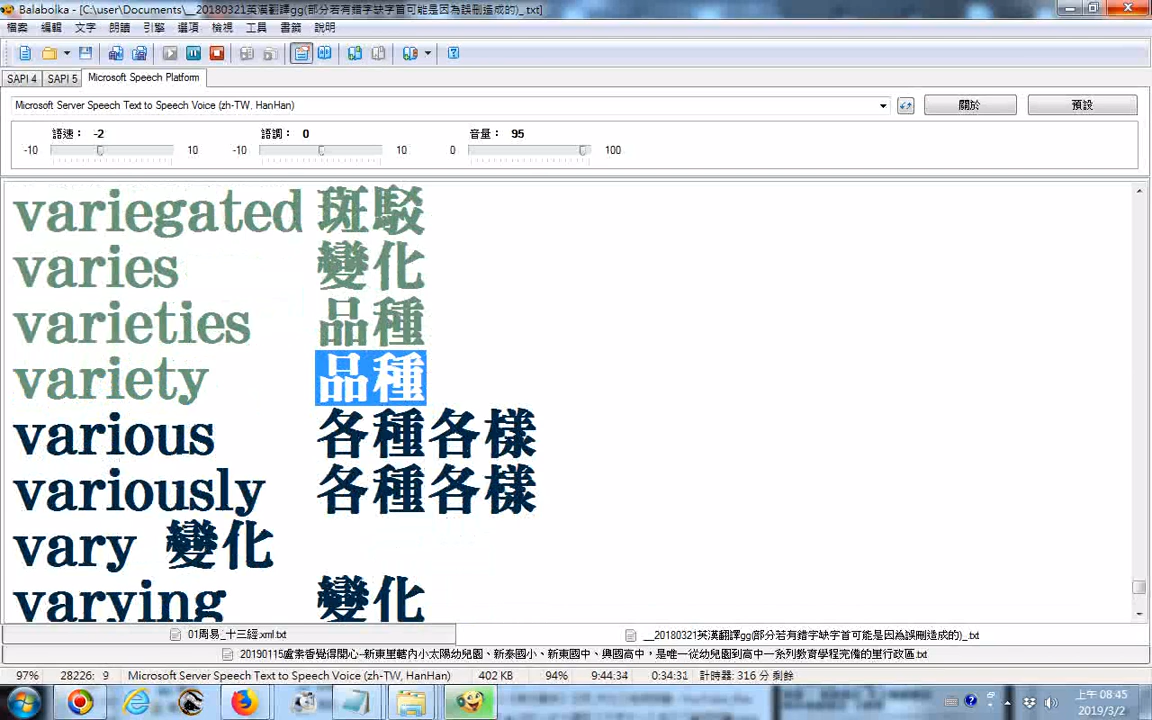 Balabolka - [C:\user\Documents\__20180321英漢翻譯gg(部分若有錯字缺字首可能是因為誤刪造成的)_.txt]
檔案 編輯 文字 朗讀 引擎 選項 檢視 工具 書籤 說明
SAPI 4 SAPI 5 Microsoft Speech Platform
Microsoft Server Speech Text to Speech Voice (zh-TW, HanHan) 關於 預設
語速： -2 語調： 0 音量： 95
-10 10 -10 10 0 100
variegated 斑駁
varies 變化
varieties 品種
variety 品種
various 各種各樣
variously 各種各樣
vary 變化
varying 變化
01周易_十三經.xml.txt __20180321英漢翻譯gg(部分若有錯字缺字首可能是因為誤刪造成的)_.txt
20190115盧素香覺得開心-新東里轄內小太陽幼兒園、新泰國小、新東國中、興國高中，是唯一從幼兒園到高中一系列教育學程完備的里行政區.txt
97% 28226: 9 Microsoft Server Speech Text to Speech Voice (zh-TW, HanHan) 402 KB 94% 9:44:34 0:34:31 計時器: 316 分 剩餘
上午 08:45
2019/3/2